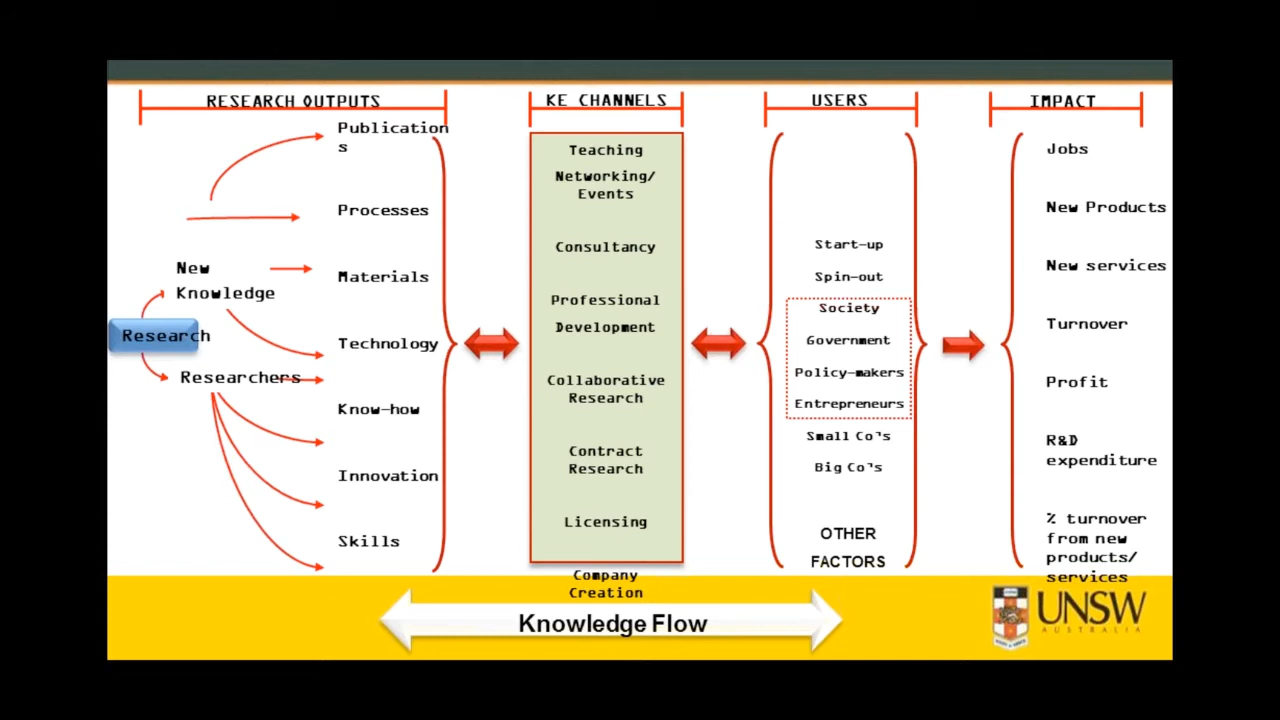 RESEARCH OUTPUTS
KE CHANNELS
USERS
IMPACT
Publication
s
Processes
New
Knowledge
Materials
Research
Technology
Researchers
Know-how
Innovation
Skills
Teaching
Networking/
Events
Consultancy
Professional
Development
Collaborative
Research
Contract
Research
Licensing
Company
Creation
Start-up
Spin-out
Society
Government
Policy-makers
Entrepreneurs
Small Co's
Big Co's
OTHER
FACTORS
Jobs
New Products
New services
Turnover
Profit
R&D
expenditure
% turnover
from new
products/
services
Knowledge Flow
UNSW
AUSTRALIA